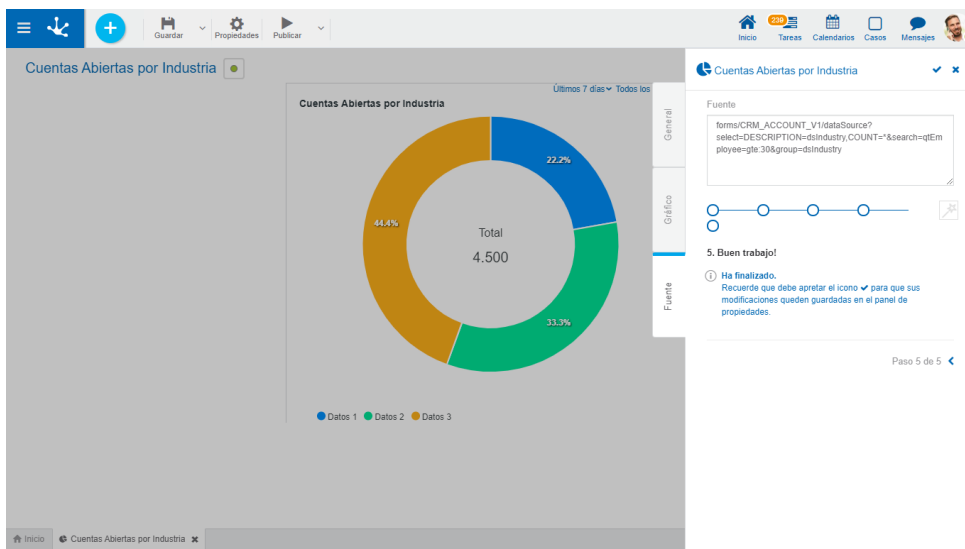 Guardar
Propiedades
Publicar
Inicio
239
Tareas
Calendarios
Casos
Mensajes
Cuentas Abiertas por Industria
Últimos 7 días Todos los
Cuentas Abiertas por Industria
22.2%
44.4%
33.3%
Total
4.500
Datos 1 Datos 2 Datos 3
General
Gráfico
Fuente
Cuentas Abiertas por Industria
Fuente
forms/CRM_ACCOUNT_V1/dataSource?
select=DESCRIPTION=dsIndustry,COUNT=*&search=qtEm
ployee=gte:30&group=dsIndustry
5. Buen trabajo!
Ha finalizado.
Recuerde que debe apretar el icono ✔ para que sus
modificaciones queden guardadas en el panel de
propiedades.
Paso 5 de 5
Inicio
Cuentas Abiertas por Industria